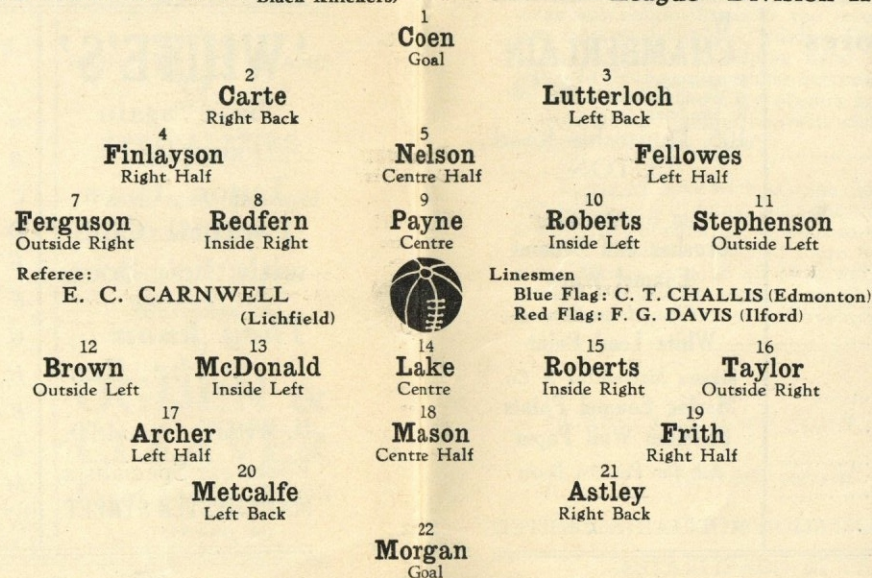 Black Knickers)
League Division II
1
Coen
Goal
2 3
Carte Lutterloch
Right Back Left Back
4 5
Finlayson Nelson Fellowes
Right Half Centre Half Left Half
7 8 9 10 11
Ferguson Redfern Payne Roberts Stephenson
Outside Right Inside Right Centre Inside Left Outside Left
Referee:
E. C. CARNWELL
(Lichfield)
Linesmen
Blue Flag: C. T. CHALLIS (Edmonton)
Red Flag: F. G. DAVIS (Ilford)
12 13 14 15 16
Brown McDonald Lake Roberts Taylor
Outside Left Inside Left Centre Inside Right Outside Right
17 18 19
Archer Mason Frith
Left Half Centre Half Right Half
20 21
Metcalfe Astley
Left Back Right Back
22
Morgan
Goal